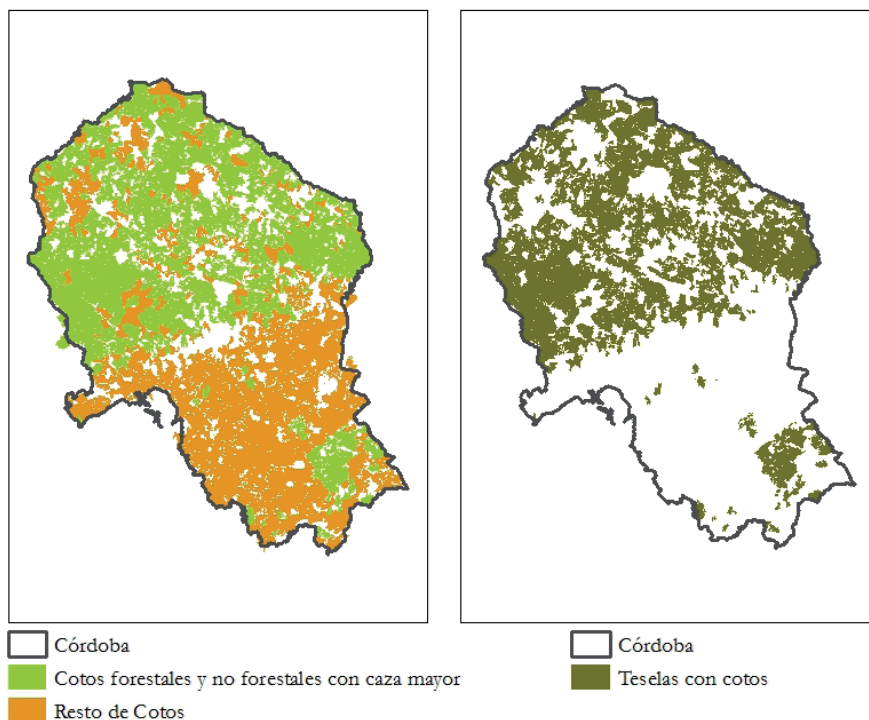 Córdoba
Cotos forestales y no forestales con caza mayor
Resto de Cotos
Córdoba
Teselas con cotos